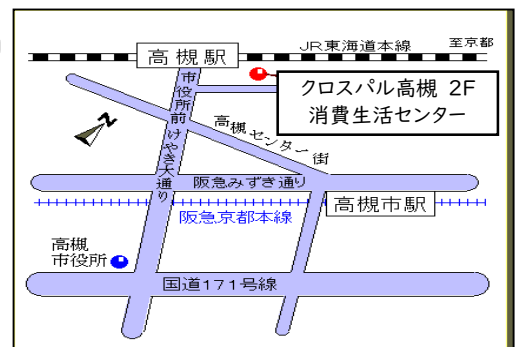 JR東海道本線
至京都
高槻駅
クロスパル高槻 2F
消費生活センター
市役所前けやき大通り
高槻センター街
N
阪急みずき通り
高槻市駅
阪急京都本線
高槻
市役所
国道171号線